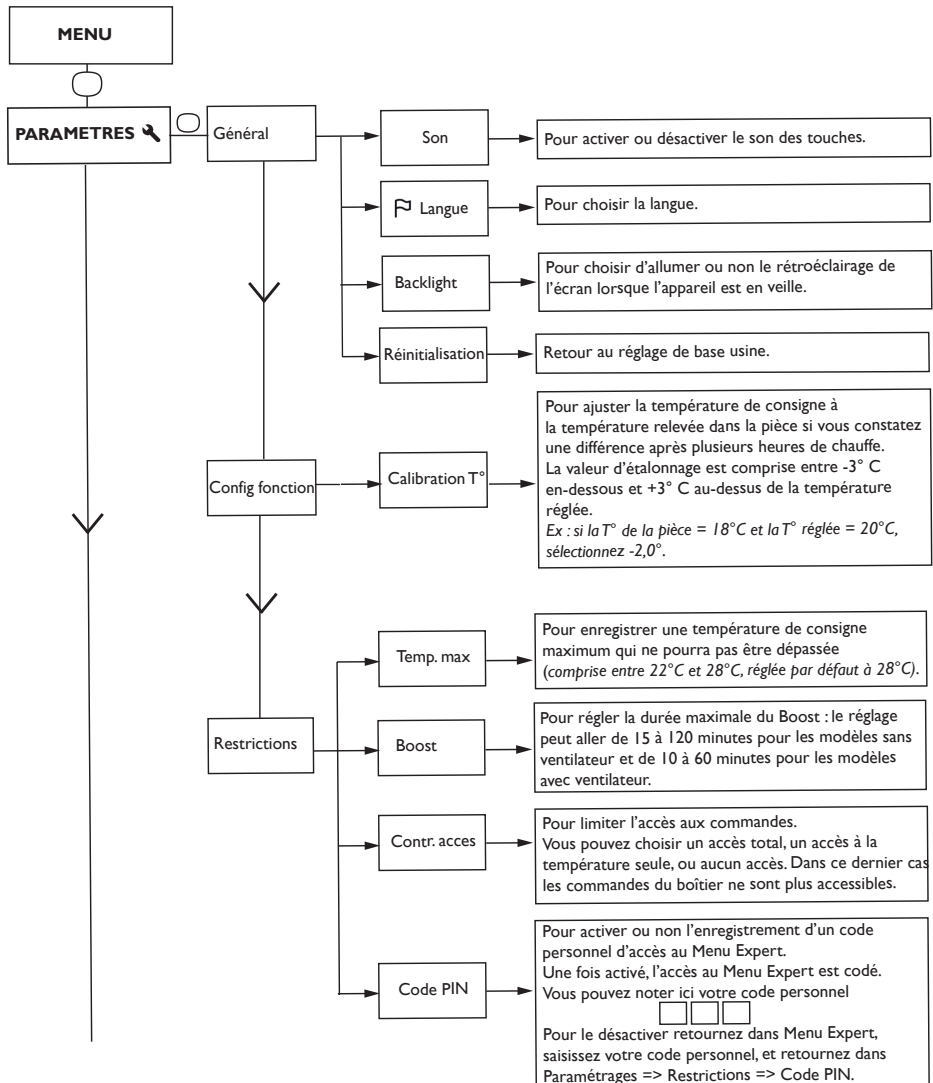 MENU
PARAMETRES
Général
Son
Pour activer ou désactiver le son des touches.
Langue
Pour choisir la langue.
Backlight
Pour choisir d'allumer ou non le rétroéclairage de
l'écran lorsque l'appareil est en veille.
Réinitialisation
Retour au réglage de base usine.
Config fonction
Calibration T°
Pour ajuster la température de consigne à
la température relevée dans la pièce si vous constatez
une différence après plusieurs heures de chauffe.
La valeur d'étalonnage est comprise entre -3° C
en-dessous et +3° C au-dessus de la température
réglée.
Ex : si la T° de la pièce = 18°C et la T° réglée = 20°C,
sélectionnez -2,0°.
Restrictions
Temp. max
Pour enregistrer une température de consigne
maximum qui ne pourra pas être dépassée
(comprise entre 22°C et 28°C, réglée par défaut à 28°C).
Boost
Pour régler la durée maximale du Boost : le réglage
peut aller de 15 à 120 minutes pour les modèles sans
ventilateur et de 10 à 60 minutes pour les modèles
avec ventilateur.
Contr. acces
Pour limiter l'accès aux commandes.
Vous pouvez choisir un accès total, un accès à la
température seule, ou aucun accès. Dans ce dernier cas
les commandes du boîtier ne sont plus accessibles.
Code PIN
Pour activer ou non l'enregistrement d'un code
personnel d'accès au Menu Expert.
Une fois activé, l'accès au Menu Expert est codé.
Vous pouvez noter ici votre code personnel
Pour le désactiver retournez dans Menu Expert,
saisissez votre code personnel, et retournez dans
Paramétrages => Restrictions => Code PIN.